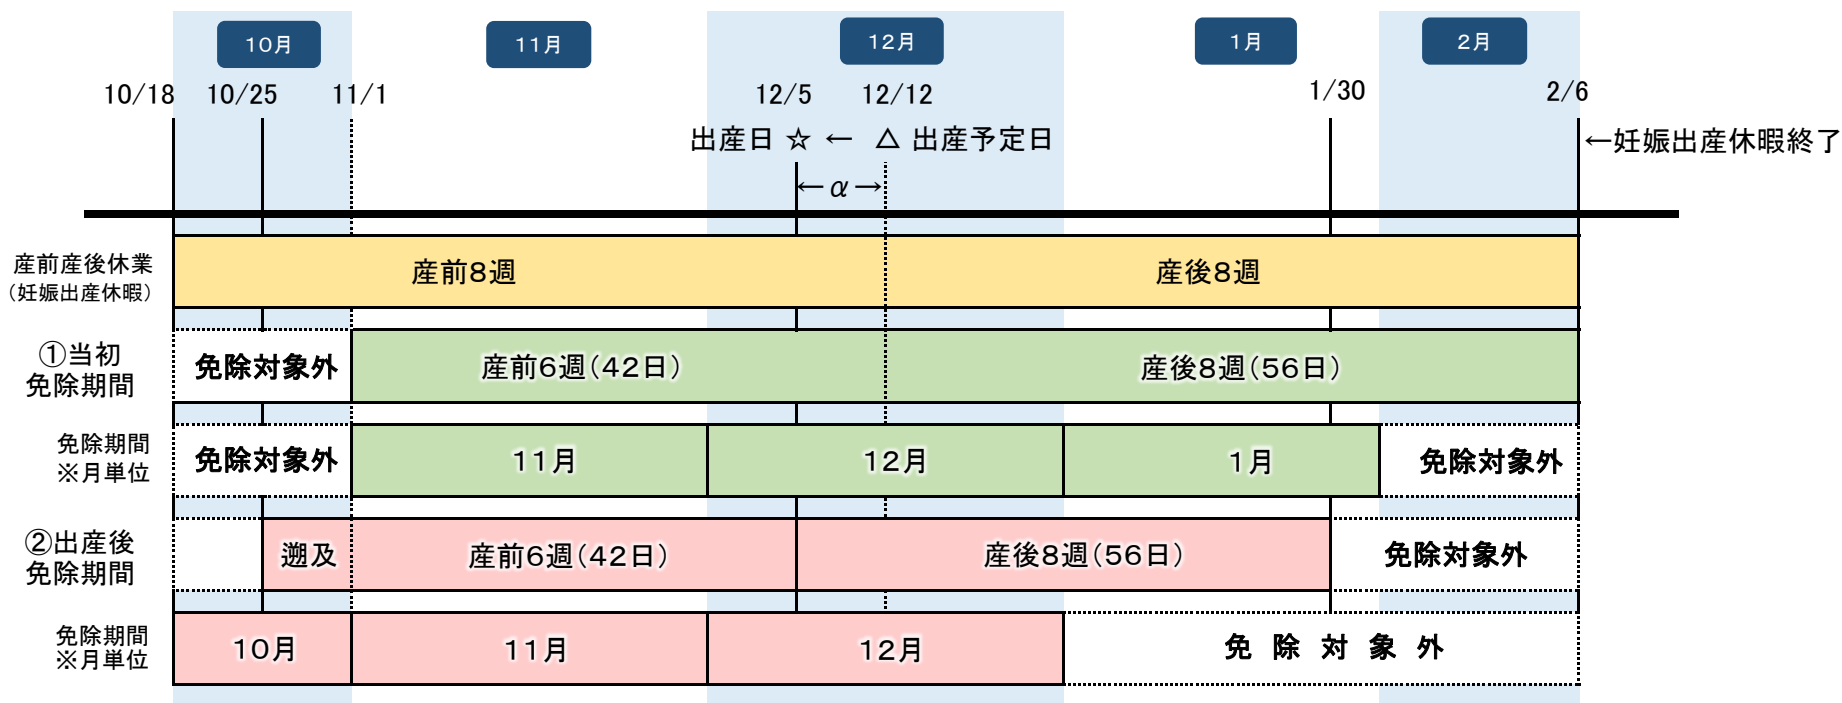 10月
11月
12月
1月
2月
10/18
10/25
11/1
12/5
12/12
1/30
2/6
出産日 ☆ ← △ 出産予定日
←妊娠出産休暇終了
←α→
産前産後休業
(妊娠出産休暇)
産前8週
産後8週
①当初
免除期間
免除対象外
産前6週(42日)
産後8週(56日)
免除期間
※月単位
免除対象外
11月
12月
1月
免除対象外
②出産後
免除期間
遡及
産前6週(42日)
産後8週(56日)
免除対象外
免除期間
※月単位
10月
11月
12月
免 除 対 象 外